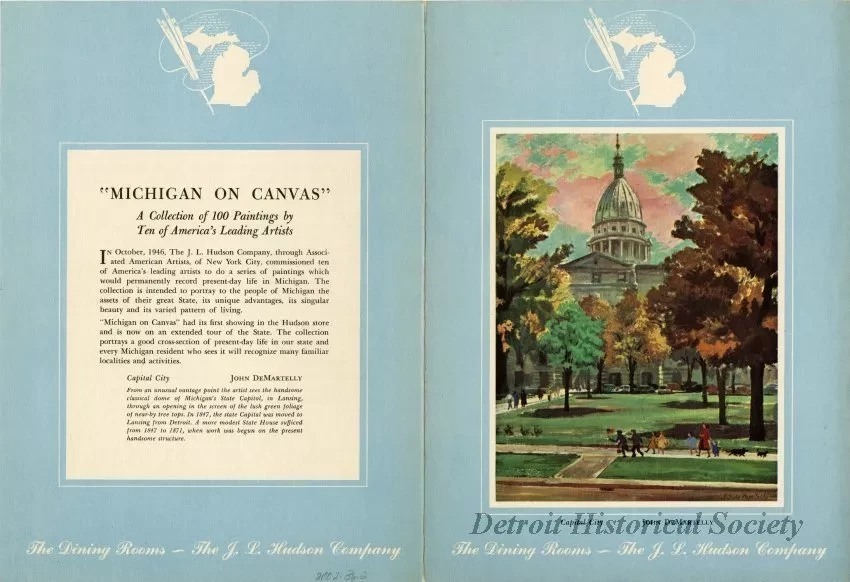 "MICHIGAN ON CANVAS"
A Collection of 100 Paintings by
Ten of America's Leading Artists
IN October, 1946, The J. L. Hudson Company, through Associ-
ated American Artists, of New York City, commissioned ten
of America's leading artists to do a series of paintings which
would permanently record present-day life in Michigan. The
collection is intended to portray to the people of Michigan the
assets of their great State, its unique advantages, its singular
beauty and its varied pattern of living.
"Michigan on Canvas" had its first showing in the Hudson store
and is now on an extended tour of the State. The collection
portrays a good cross-section of present-day life in our state and
every Michigan resident who sees it will recognize many familiar
localities and activities.
Capital City JOHN DEMARTELLY
From an unusual vantage point the artist sees the handsome
classical dome of Michigan's State Capitol, in Lansing,
through an opening in the screen of the lush green foliage
of near-by tree tops. In 1847, the state Capital was moved to
Lansing from Detroit. A more modest State House sufficed
from 1847 to 1871, when work was begun on the present
handsome structure.
The Dining Rooms — The J. L. Hudson Company
Capital City JOHN DEMARTELLY
Detroit Historical Society
The Dining Rooms — The J. L. Hudson Company